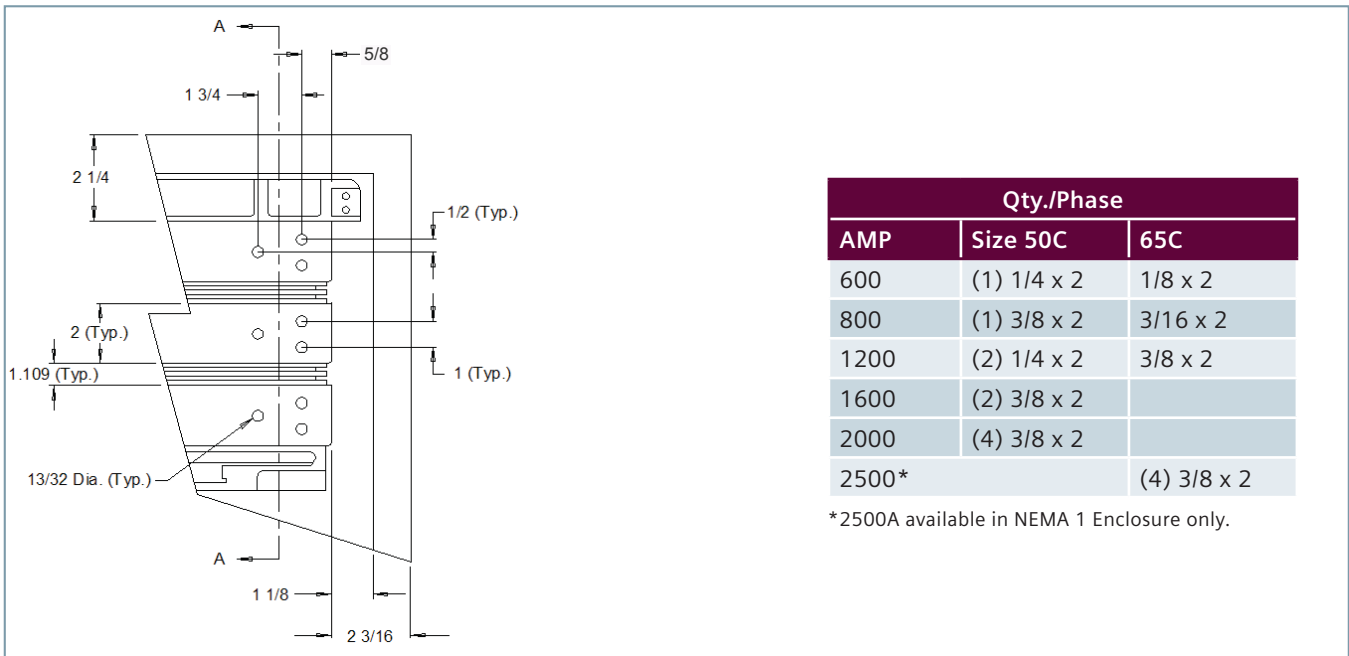 A
5/8
1 3/4
2 1/4
1/2 (Typ.)
2 (Typ.)
1.109 (Typ.)
1 (Typ.)
13/32 Dia. (Typ.)
A
1 1/8
2 3/16
Qty./Phase
AMP Size 50C 65C
600 (1) 1/4 x 2 1/8 x 2
800 (1) 3/8 x 2 3/16 x 2
1200 (2) 1/4 x 2 3/8 x 2
1600 (2) 3/8 x 2
2000 (4) 3/8 x 2
2500* (4) 3/8 x 2
*2500A available in NEMA 1 Enclosure only.